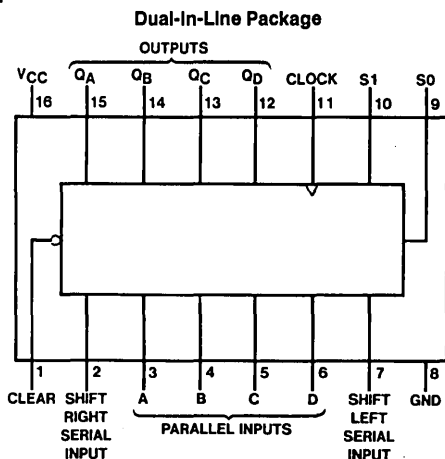 Dual-In-Line Package
OUTPUTS
VCC QA QB QC QD CLOCK S1 S0
16 15 14 13 12 11 10 9
1 2 3 4 5 6 7 8
CLEAR SHIFT RIGHT SERIAL INPUT A B C D SHIFT LEFT SERIAL INPUT GND
PARALLEL INPUTS